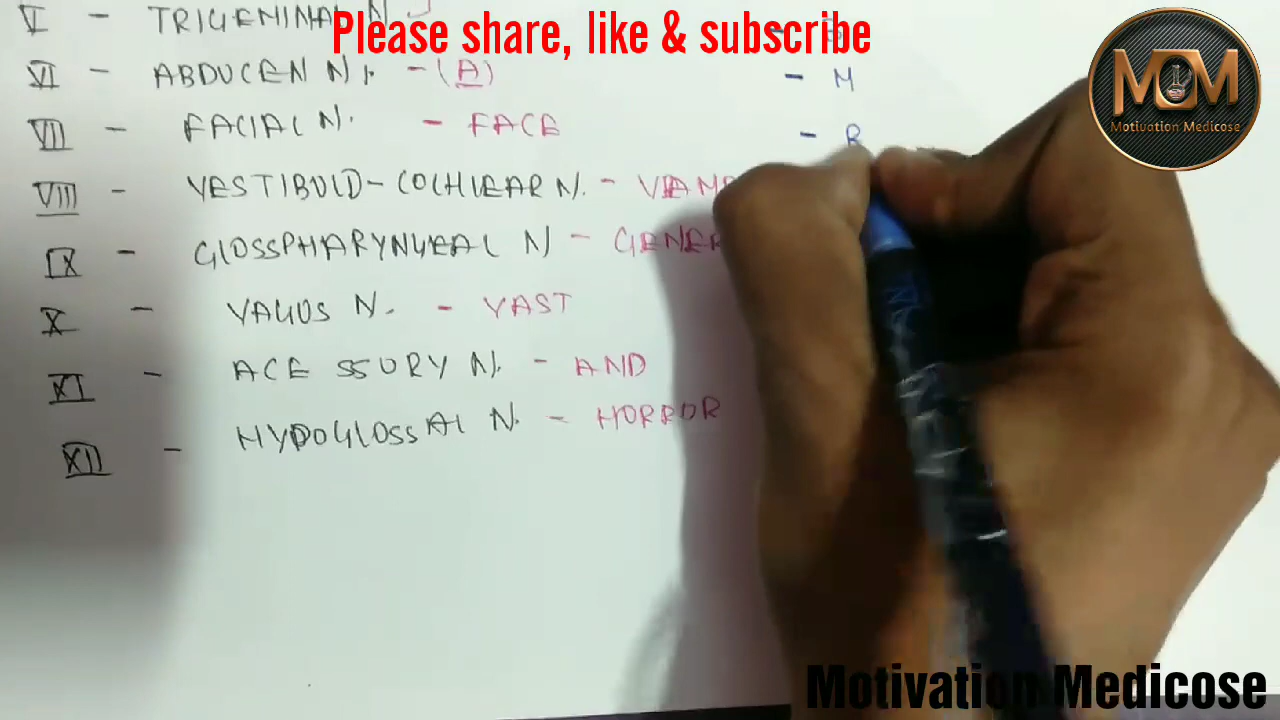 V - TRIGEMINAL N.
Please share, like & subscribe
VI - ABDUCEN N. - (A) - M
MOM
Motivation Medicose
VII - FACIAL N. - FACE - B
VIII - VESTIBULO-COCHLEAR N. -
IX - GLOSSPHARYNGEAL N -
X - VAGUS N. - VAST
XI - ACESSORY N. - AND
XII - HYPOGLOSSAL N. - HORROR
Motivation Medicose